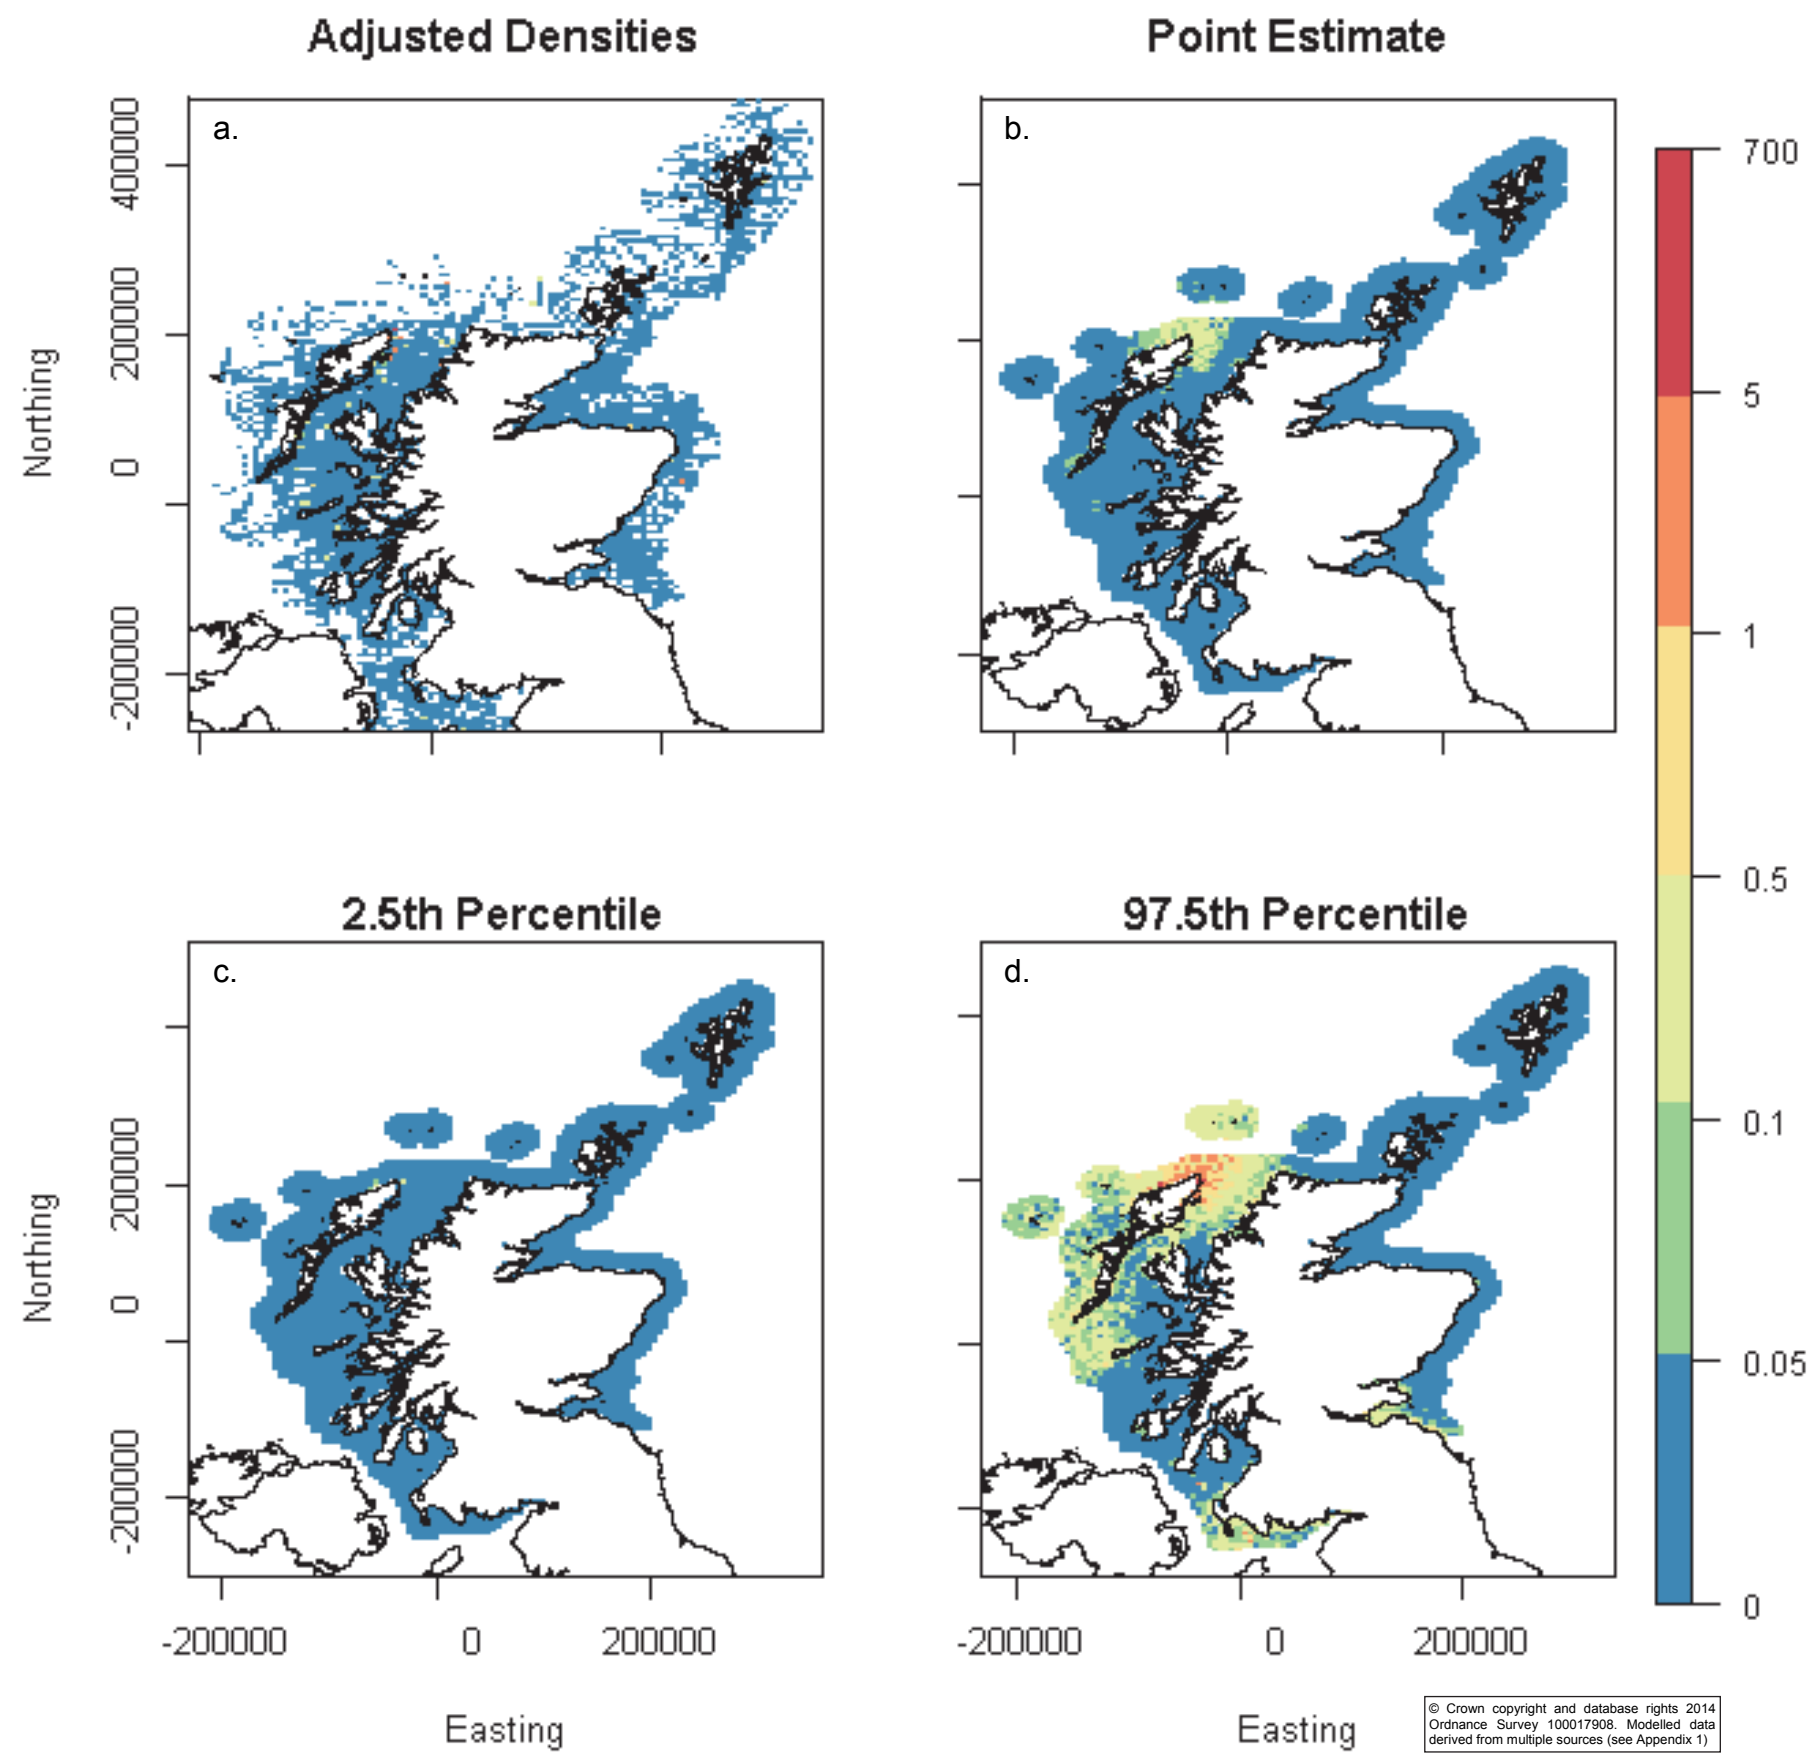 Adjusted Densities
Point Estimate
a.
b.
Northing
400000
200000
0
-200000
700
5
1
0.5
0.1
0.05
0
2.5th Percentile
97.5th Percentile
c.
d.
Northing
200000
0
-200000
-200000 0 200000
-200000 0 200000
Easting
Easting
© Crown copyright and database rights 2014
Ordnance Survey 100017908. Modelled data
derived from multiple sources (see Appendix 1)